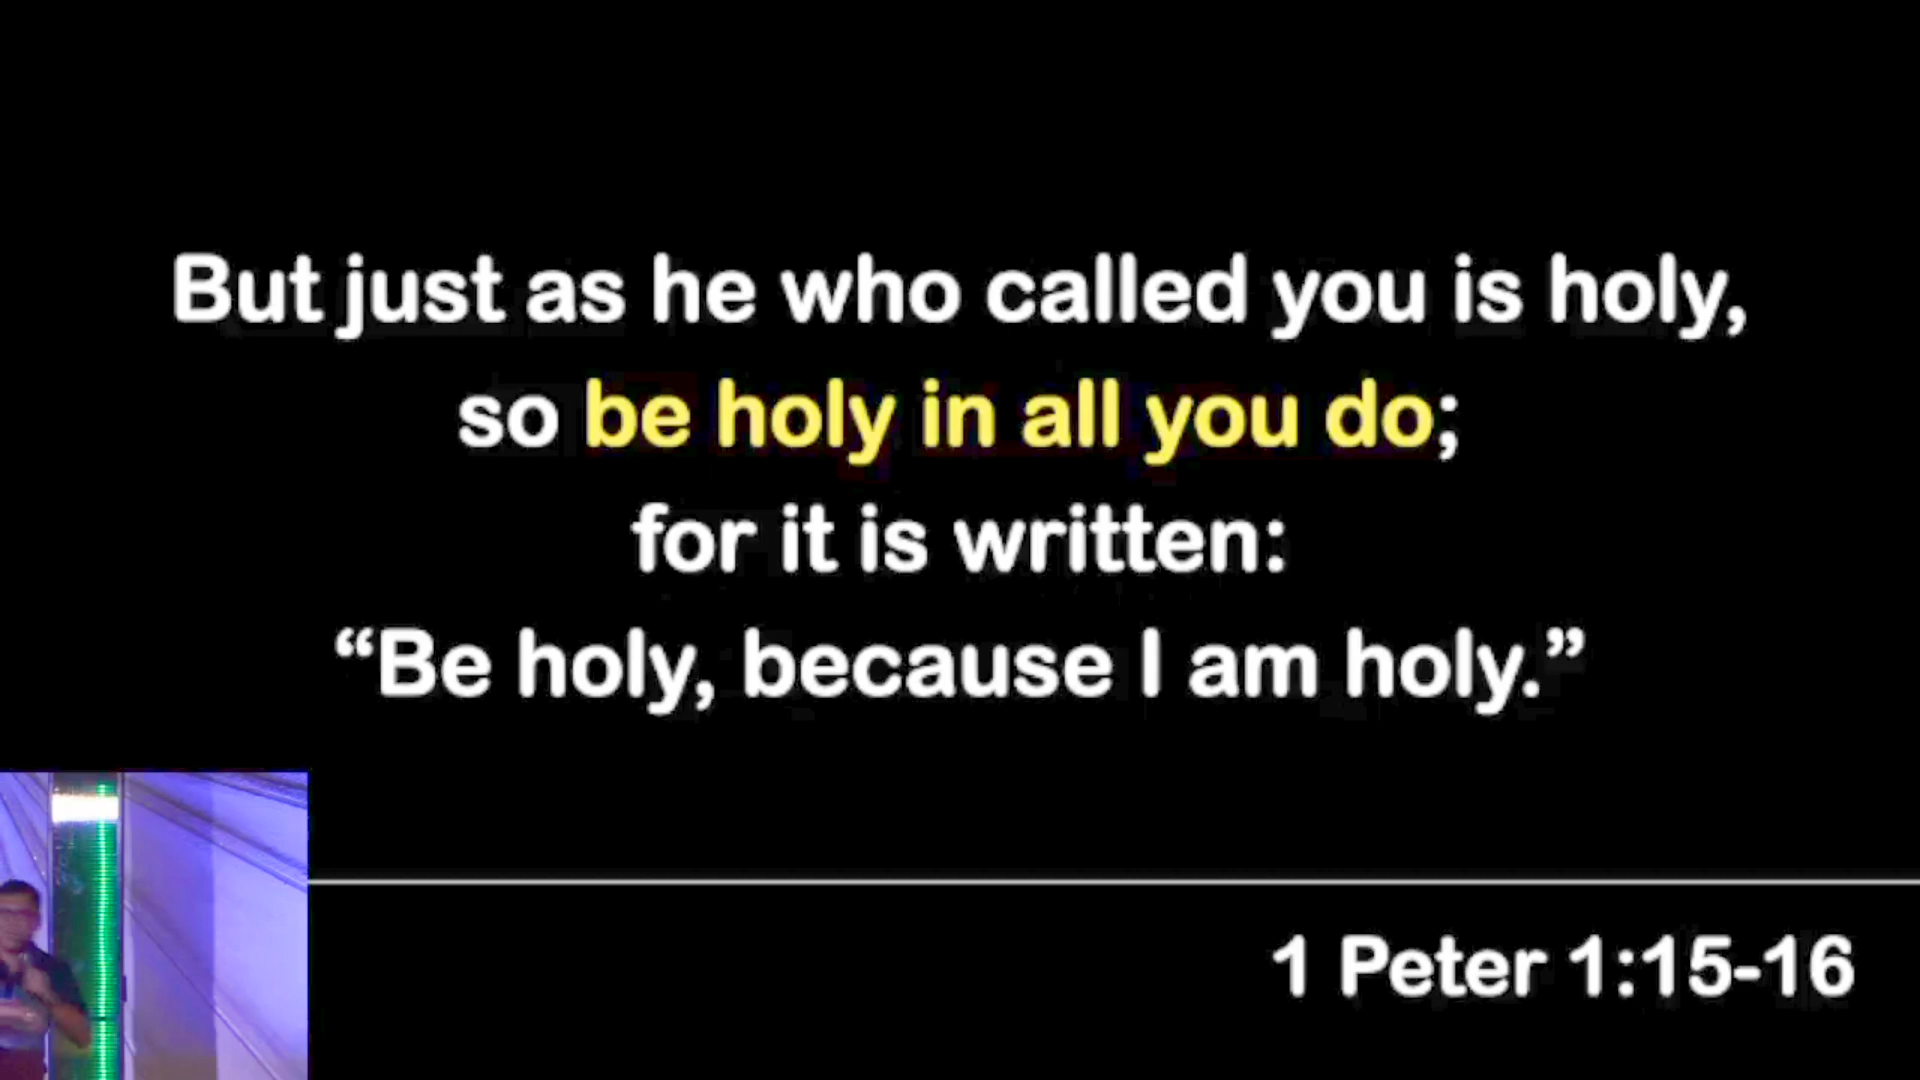 But just as he who called you is holy,
so be holy in all you do;
for it is written:
“Be holy, because I am holy.”
1 Peter 1:15-16